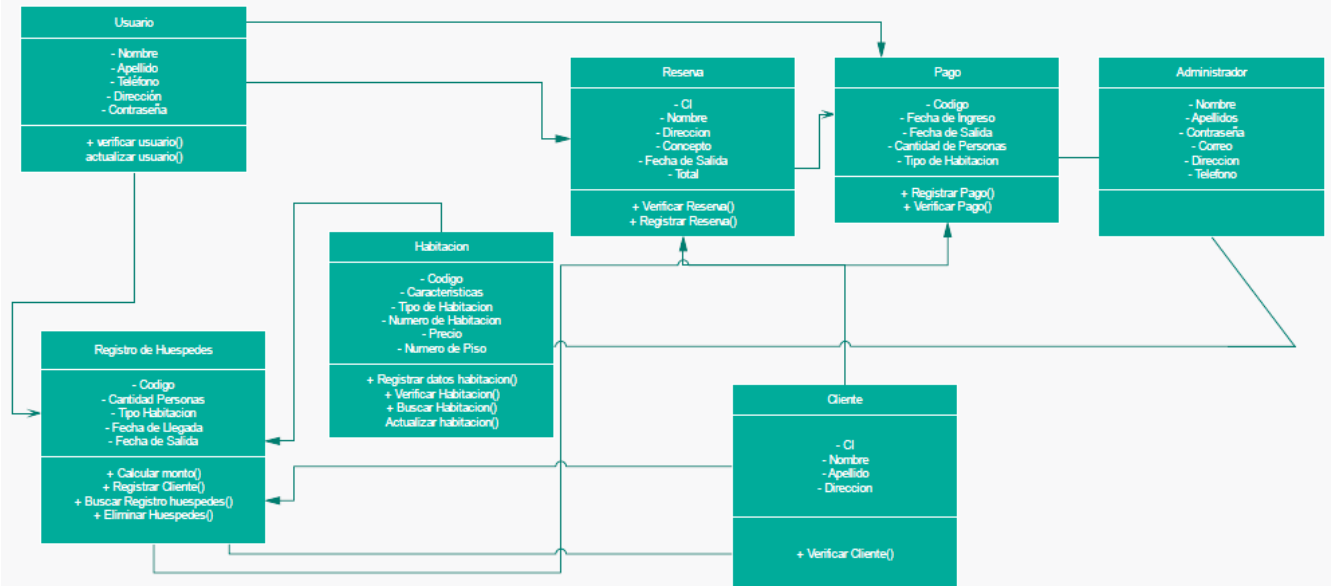 Usuario
- Nombre
- Apellido
- Teléfono
- Dirección
- Contraseña
+ verificar usuario()
actualizar usuario()
Reserva
- CI
- Nombre
- Direccion
- Concepto
- Fecha de Salida
- Total
+ Verificar Reserva()
+ Registrar Reserva()
Pago
- Codigo
- Fecha de Ingreso
- Fecha de Salida
- Cantidad de Personas
- Tipo de Habitacion
+ Registrar Pago()
+ Verificar Pago()
Administrador
- Nombre
- Apellidos
- Contraseña
- Correo
- Direccion
- Telefono
Habitacion
- Codigo
- Caracteristicas
- Tipo de Habitacion
- Numero de Habitacion
- Precio
- Numero de Piso
+ Registrar datos habitacion()
+ Verificar Habitacion()
+ Buscar Habitacion()
Actualizar habitacion()
Registro de Huespedes
- Codigo
- Cantidad Personas
- Tipo Habitacion
- Fecha de Llegada
- Fecha de Salida
+ Calcular monto()
+ Registrar Cliente()
+ Buscar Registro huespedes()
+ Eliminar Huespedes()
Cliente
- CI
- Nombre
- Apellido
- Direccion
+ Verificar Cliente()